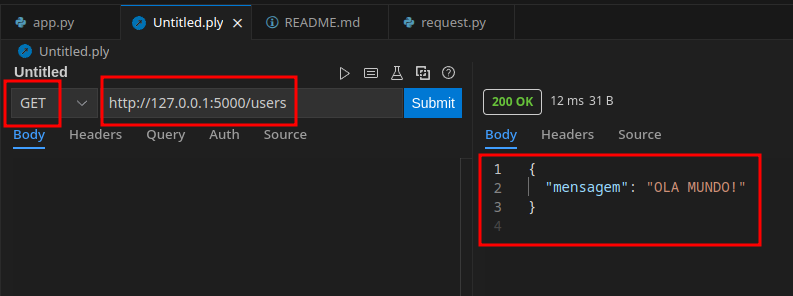 app.py
Untitled.ply
README.md
request.py
Untitled.ply
Untitled
GET
http://127.0.0.1:5000/users
Submit
Body Headers Query Auth Source
200 OK 12 ms 31 B
Body Headers Source
1 {
2 "mensagem": "OLA MUNDO!"
3 }
4